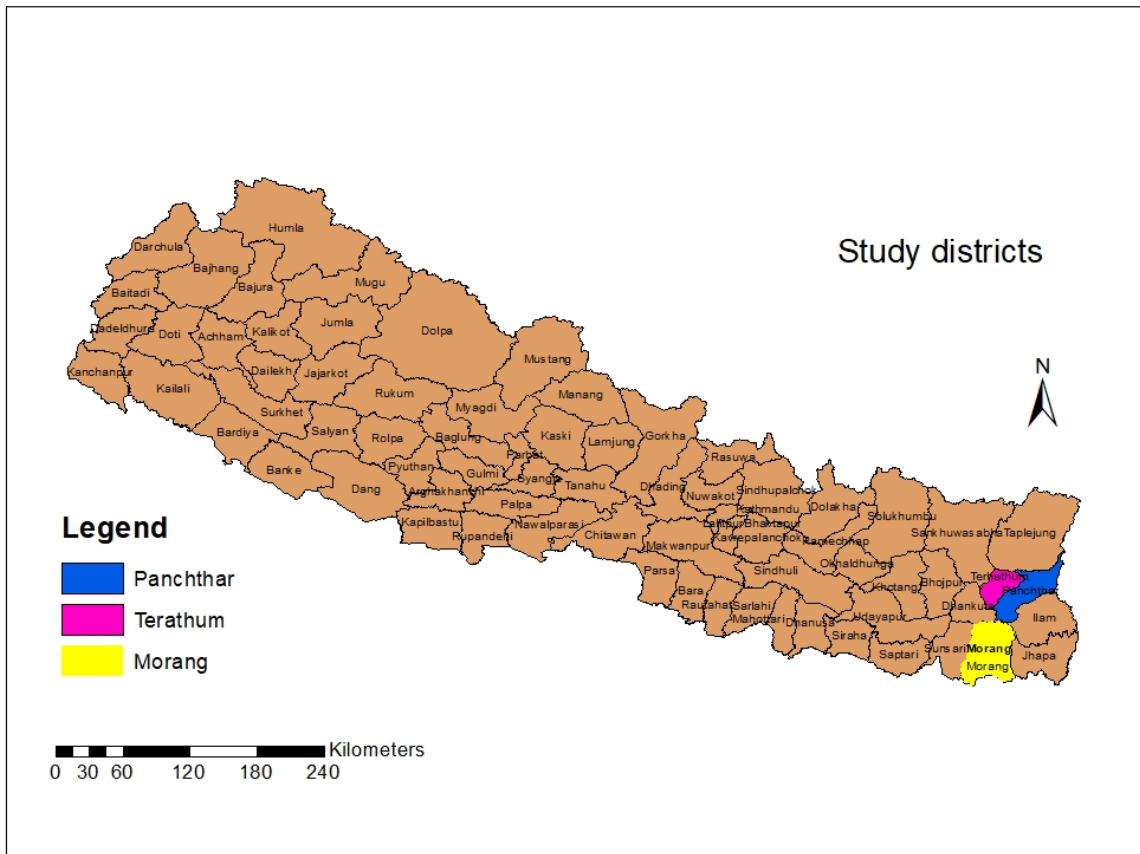 Humla
Darchula
Study districts
Bajhang
Mugu
Bajura
Baitadi
Jumla
Dolpa
Dadeldhura
Doti
Achham
Kalikot
Mustang
Kanchanpur
Dailekh
Jajarkot
Kailali
Rukum
Manang
N
Myagdi
Surkhet
Bardiya
Salyan
Rolpa
Baglung
Kaski
Lamjung
Gorkha
Parbat
Rasuwa
Banke
Pyuthan
Gulmi
Syangja
Tanahu
Dhading
Nuwakot
Sindhupalchok
Dang
Arghakhanchi
Palpa
Kathmandu
Dolakha
Solukhumbu
Kapilbastu
Nawalparasi
Lalitpur
Bhaktapur
Sankhuwasabha
Taplejung
Rupandehi
Chitawan
Makwanpur
Kavrepalanchok
Ramechhap
Legend
Okhaldhunga
Parsa
Sindhuli
Khotang
Bhojpur
Terhathum
Panchthar
Panchthar
Bara
Rautahat
Sarlahi
Mahottari
Dhanusa
Udayapur
Dhankuta
Ilam
Terathum
Siraha
Saptari
Sunsari
Morang
Jhapa
Morang
Morang
Kilometers
0 30 60 120 180 240